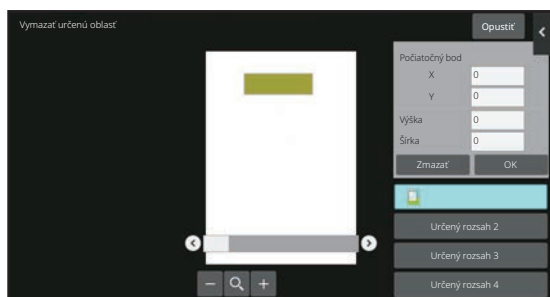 Vymazať určenú oblasť
Opustiť
Počiatočný bod
X 0
Y 0
Výška 0
Šírka 0
Zmazať OK
Určený rozsah 2
Určený rozsah 3
Určený rozsah 4